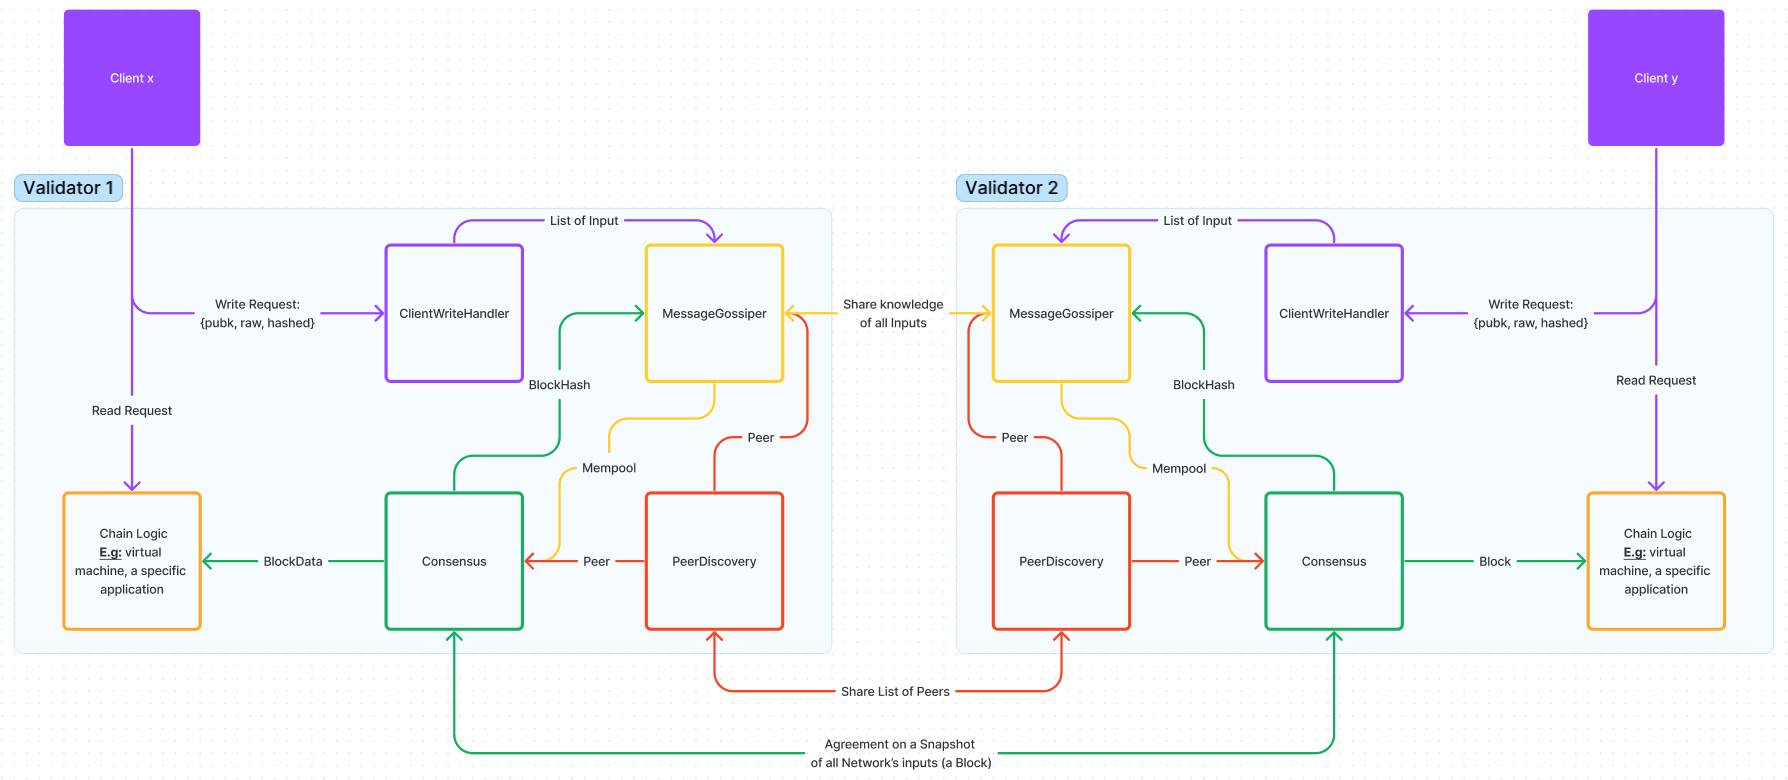 Client x
Client y
Validator 1
Validator 2
List of Input
List of Input
Write Request:
{pubk, raw, hashed}
ClientWriteHandler
MessageGossiper
Share knowledge
of all Inputs
MessageGossiper
ClientWriteHandler
Write Request:
{pubk, raw, hashed}
BlockHash
BlockHash
Read Request
Read Request
Peer
Peer
Mempool
Mempool
Chain Logic
E.g: virtual
machine, a specific
application
BlockData
Consensus
Peer
PeerDiscovery
PeerDiscovery
Peer
Consensus
Block
Chain Logic
E.g: virtual
machine, a specific
application
Share List of Peers
Agreement on a Snapshot
of all Network's inputs (a Block)